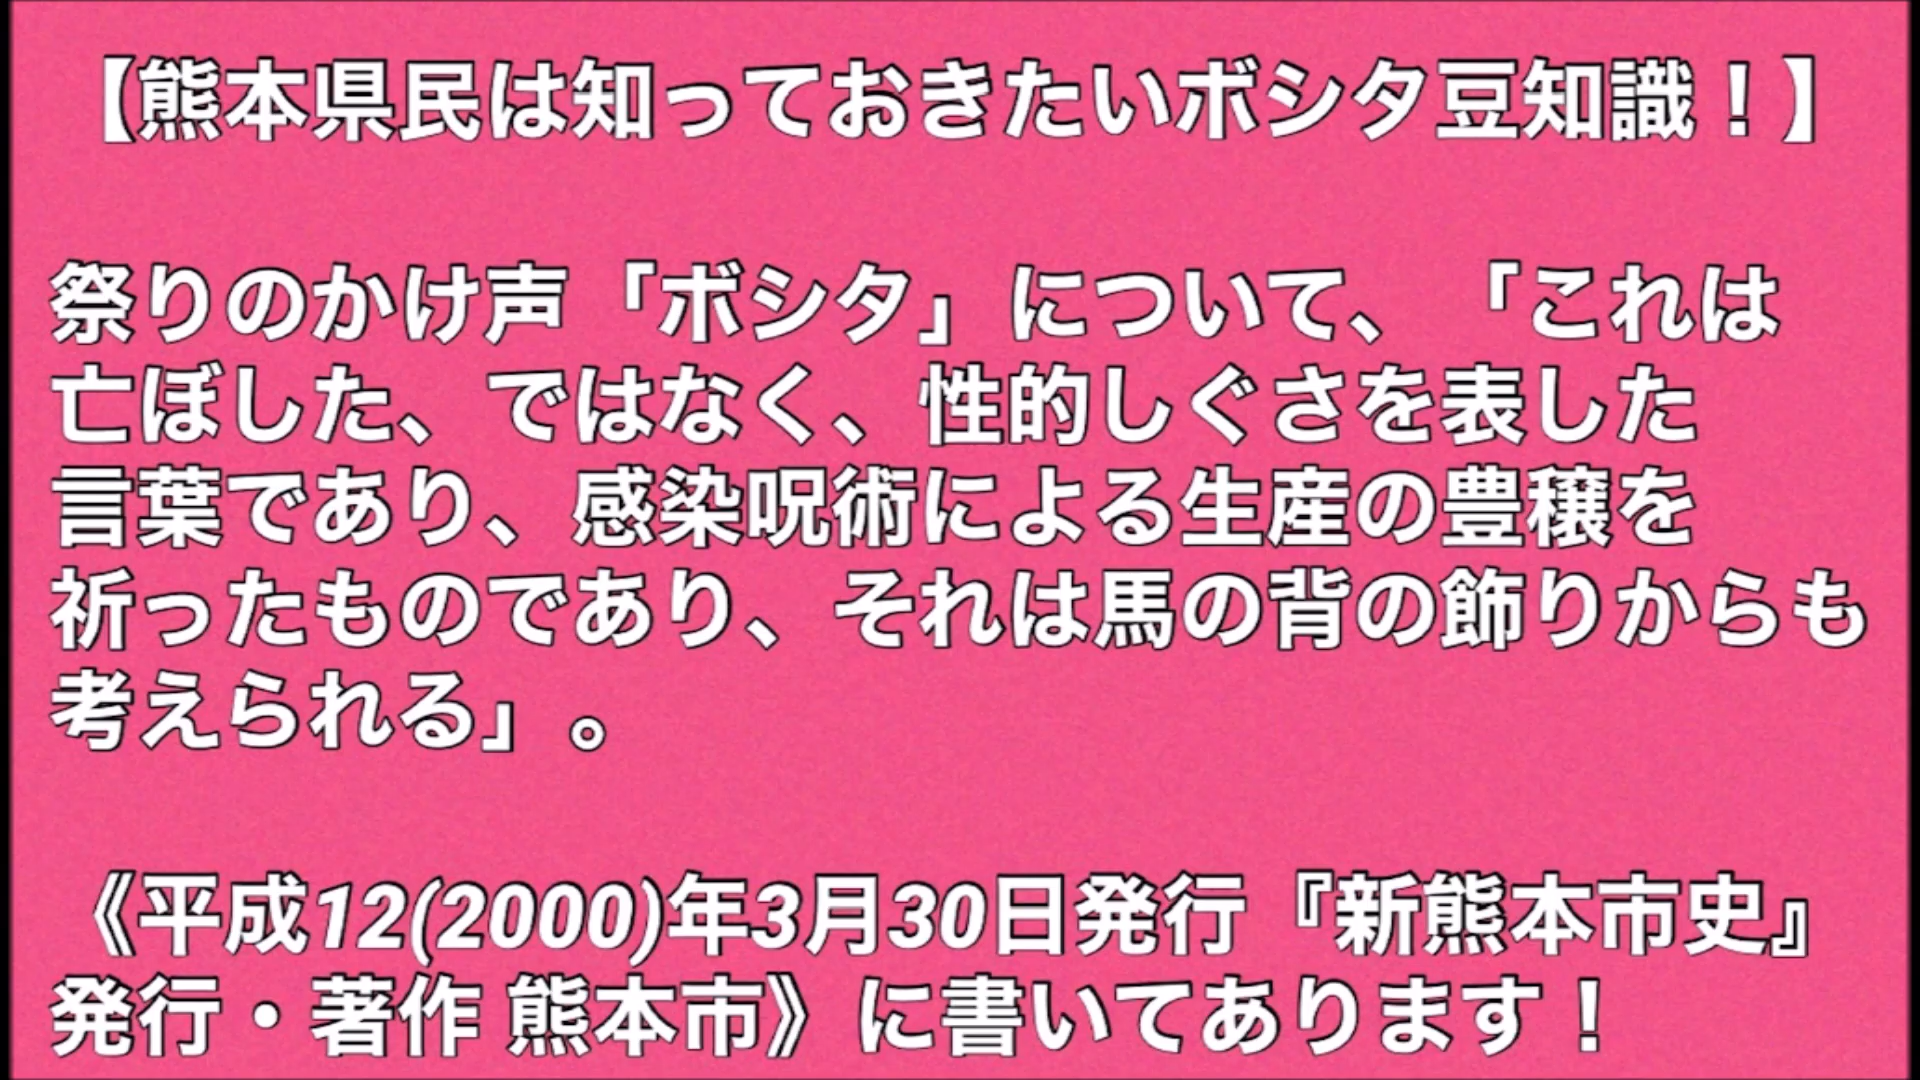 【熊本県民は知っておきたいボシタ豆知識！】
祭りのかけ声「ボシタ」について、「これは
亡ぼした、ではなく、性的しぐさを表した
言葉であり、感染呪術による生産の豊穣を
祈ったものであり、それは馬の背の飾りからも
考えられる」。
《平成12(2000)年3月30日発行『新熊本市史』
発行・著作 熊本市》に書いてあります！